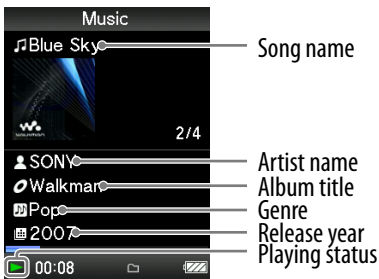 Music
Blue Sky
Song name
WALKMAN
2/4
SONY
Artist name
Walkman
Album title
Pop
Genre
2007
Release year
Playing status
00:08